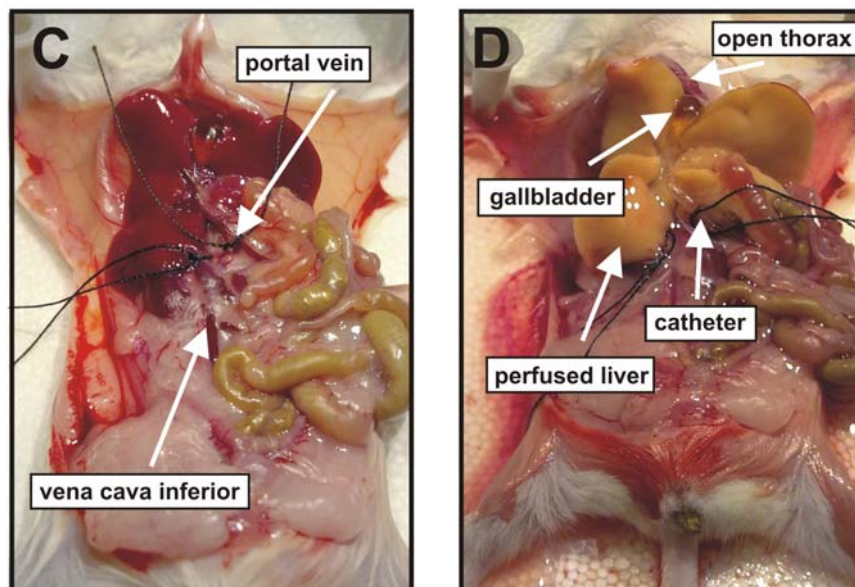 C
portal vein
vena cava inferior
D
open thorax
gallbladder
catheter
perfused liver